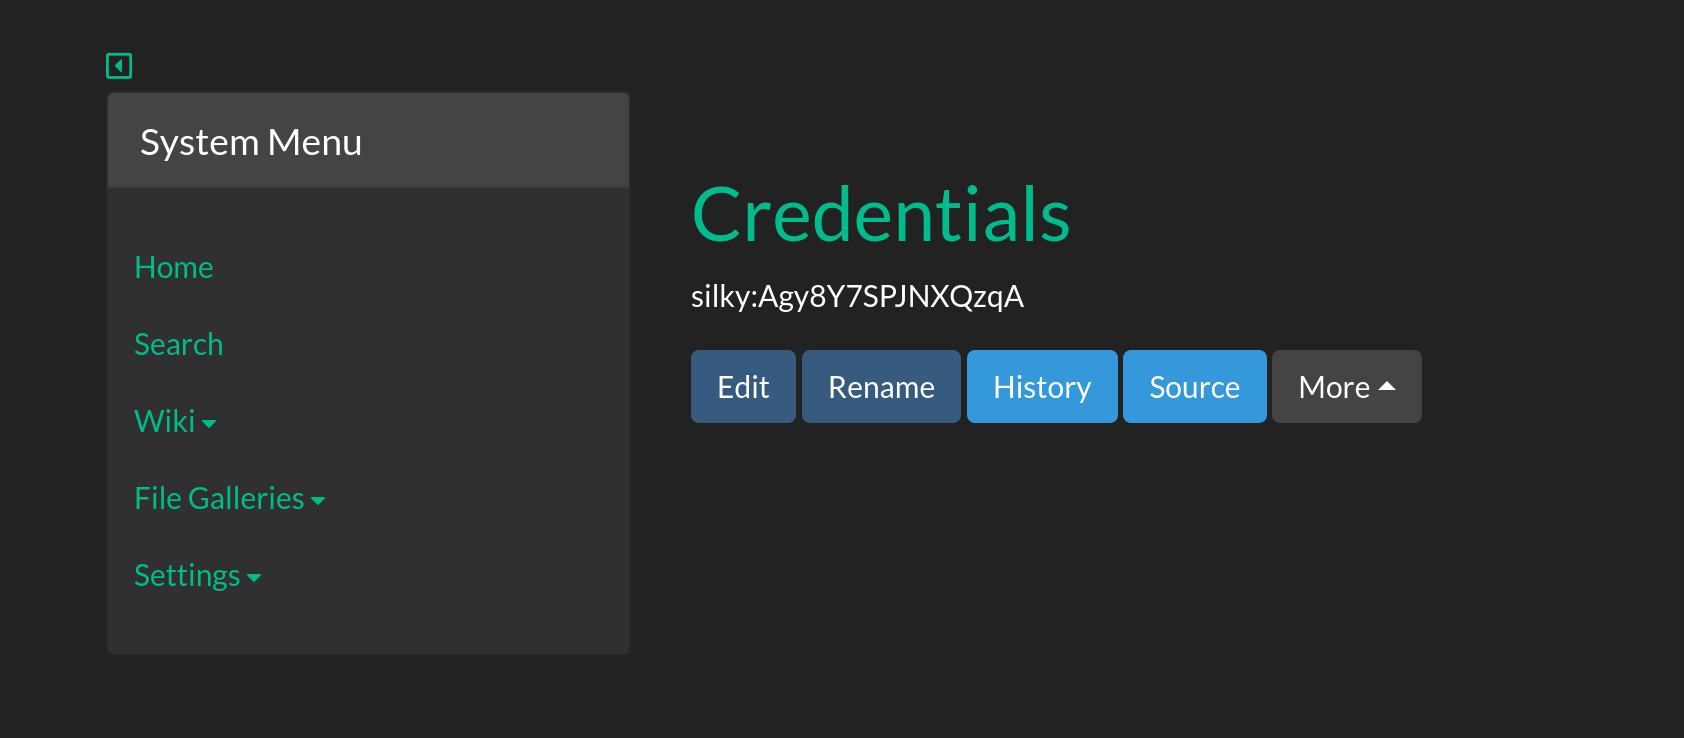 System Menu
Home
Search
Wiki
File Galleries
Settings
Credentials
silky:Agy8Y7SPJNXQzqA
Edit Rename History Source More